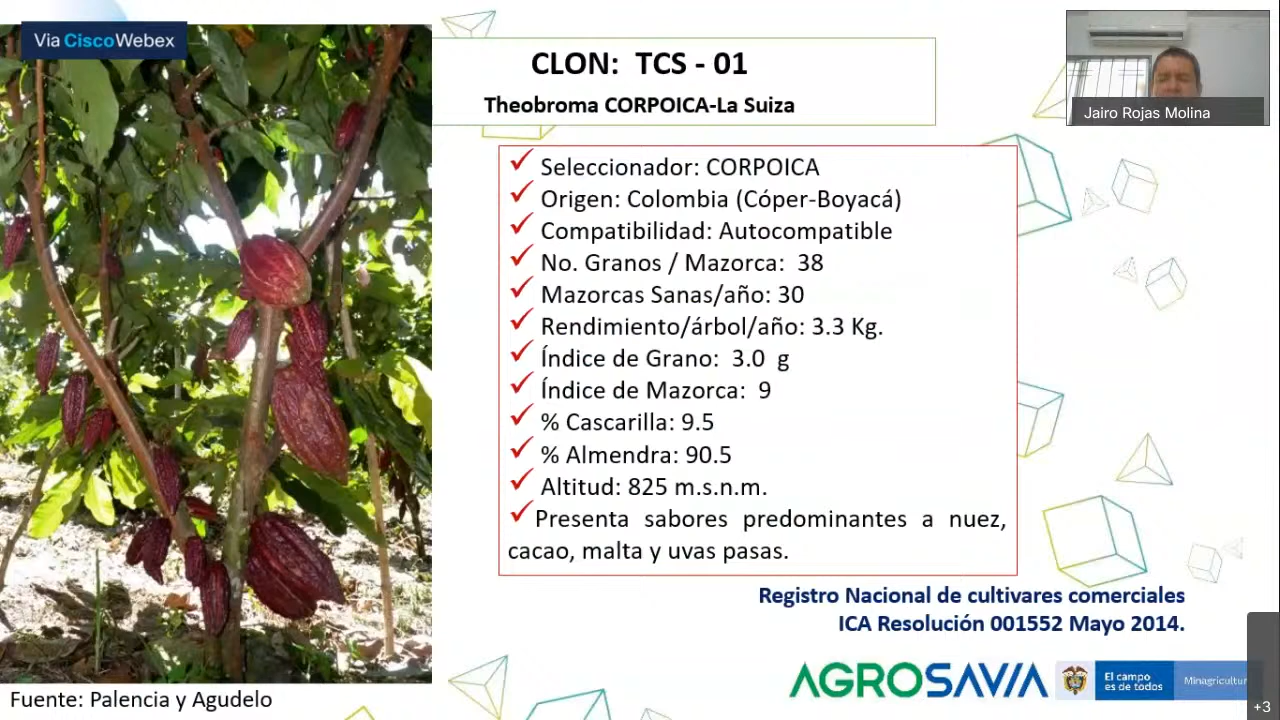 Via CiscoWebex
CLON: TCS - 01
Theobroma CORPOICA-La Suiza
Jairo Rojas Molina
✓ Seleccionador: CORPOICA
✓ Origen: Colombia (Cóper-Boyacá)
✓ Compatibilidad: Autocompatible
✓ No. Granos / Mazorca: 38
✓ Mazorcas Sanas/año: 30
✓ Rendimiento/árbol/año: 3.3 Kg.
✓ Índice de Grano: 3.0 g
✓ Índice de Mazorca: 9
✓ % Cascarilla: 9.5
✓ % Almendra: 90.5
✓ Altitud: 825 m.s.n.m.
✓ Presenta sabores predominantes a nuez,
cacao, malta y uvas pasas.
Registro Nacional de cultivares comerciales
ICA Resolución 001552 Mayo 2014.
AGROSAVIA
El campo
es de todos
Minagricultur
Fuente: Palencia y Agudelo
+3